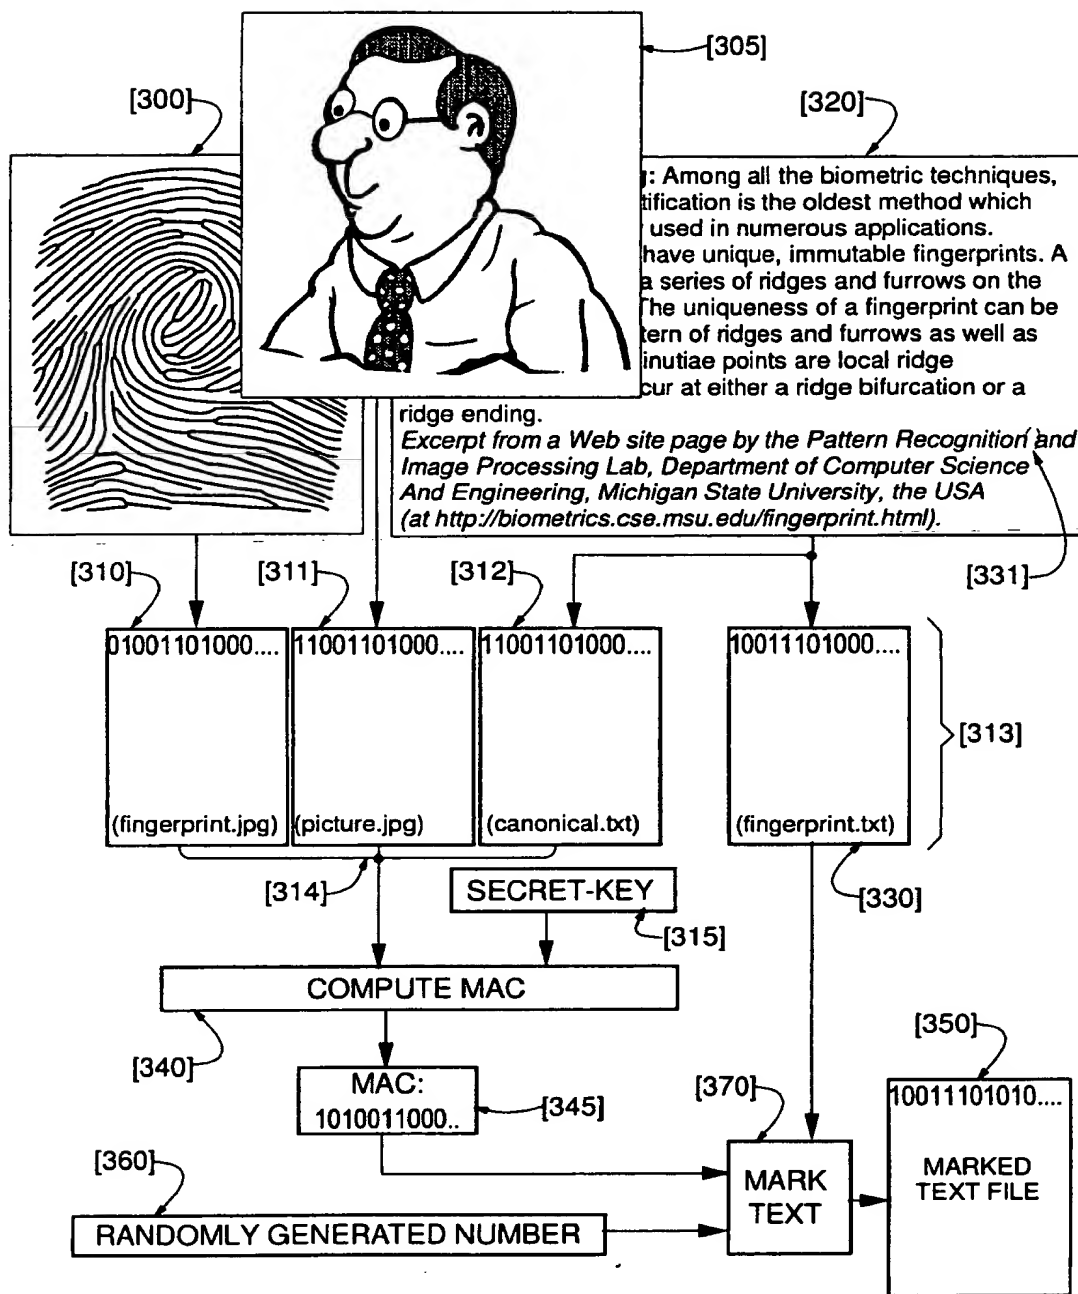 [305]
[300]
[320]
g: Among all the biometric techniques,
tification is the oldest method which
used in numerous applications.
have unique, immutable fingerprints. A
a series of ridges and furrows on the
The uniqueness of a fingerprint can be
tern of ridges and furrows as well as
inutiae points are local ridge
cur at either a ridge bifurcation or a
ridge ending.
Excerpt from a Web site page by the Pattern Recognition and
Image Processing Lab, Department of Computer Science
And Engineering, Michigan State University, the USA
(at http://biometrics.cse.msu.edu/fingerprint.html).
[310]
[311]
[312]
[331]
01001101000....
11001101000....
11001101000....
10011101000....
[313]
(fingerprint.jpg)
(picture.jpg)
(canonical.txt)
(fingerprint.txt)
[314]
SECRET-KEY
[330]
[315]
COMPUTE MAC
[340]
[350]
MAC:
1010011000..
[345]
[370]
10011101010....
[360]
MARK
TEXT
MARKED
TEXT FILE
RANDOMLY GENERATED NUMBER